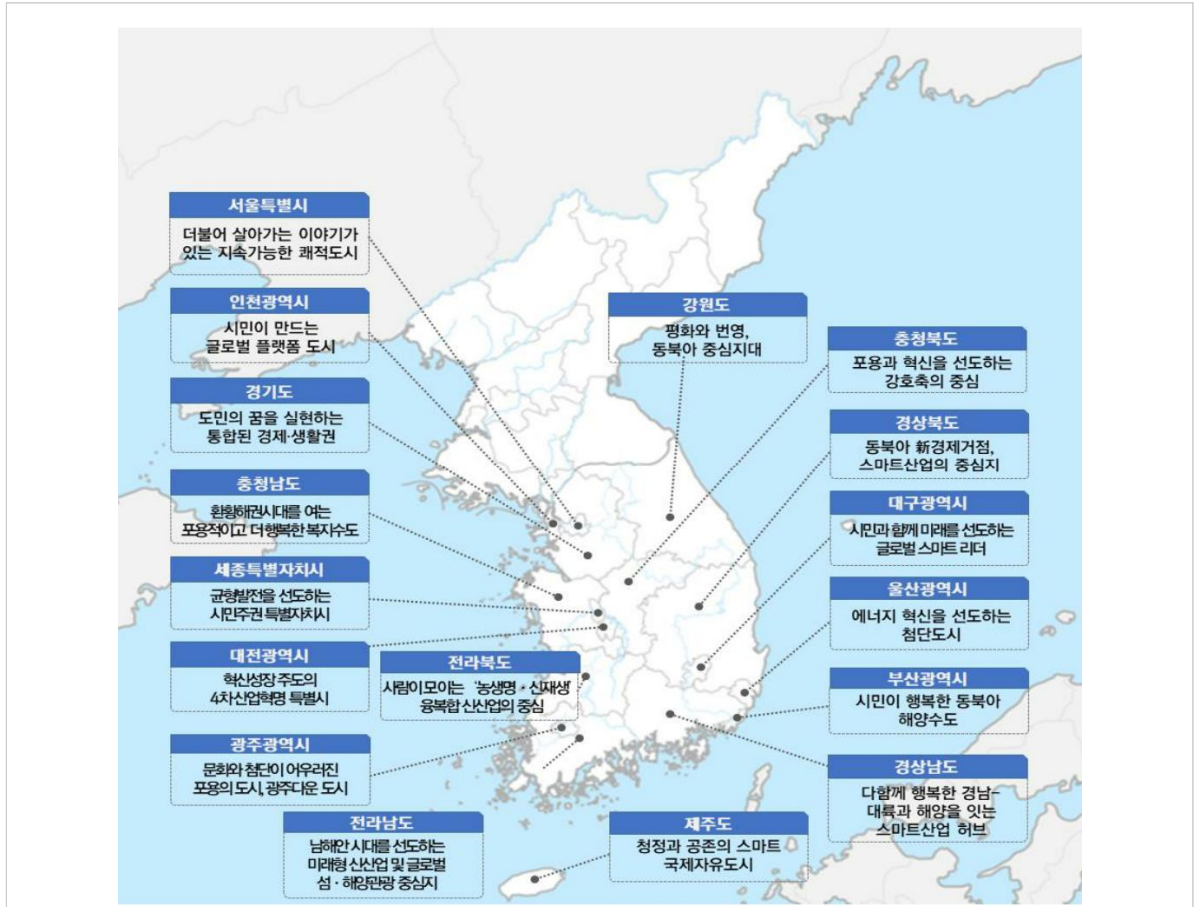 서울특별시
더불어 살아가는 이야기가
있는 지속가능한 쾌적도시
인천광역시
시민이 만드는
글로벌 플랫폼 도시
경기도
도민의 꿈을 실현하는
통합된 경제·생활권
충청남도
환황해권시대를 여는
포용적이고 더 행복한 복지수도
세종특별자치시
균형발전을 선도하는
시민주권 특별자치시
대전광역시
혁신성장 주도의
4차산업혁명 특별시
전라북도
사람이 모이는 '농생명·신재생'
융복합 신산업의 중심
광주광역시
문화와 첨단이 어우러진
포용의 도시, 광주다운 도시
전라남도
남해안 시대를 선도하는
미래형 신산업 및 글로벌
섬·해양관광 중심지
강원도
평화와 번영,
동북아 중심지대
충청북도
포용과 혁신을 선도하는
강호축의 중심
경상북도
동북아 新경제거점,
스마트산업의 중심지
대구광역시
시민과 함께 미래를 선도하는
글로벌 스마트 리더
울산광역시
에너지 혁신을 선도하는
첨단도시
부산광역시
시민이 행복한 동북아
해양수도
경상남도
다함께 행복한 경남-
대륙과 해양을 잇는
스마트산업 허브
제주도
청정과 공존의 스마트
국제자유도시